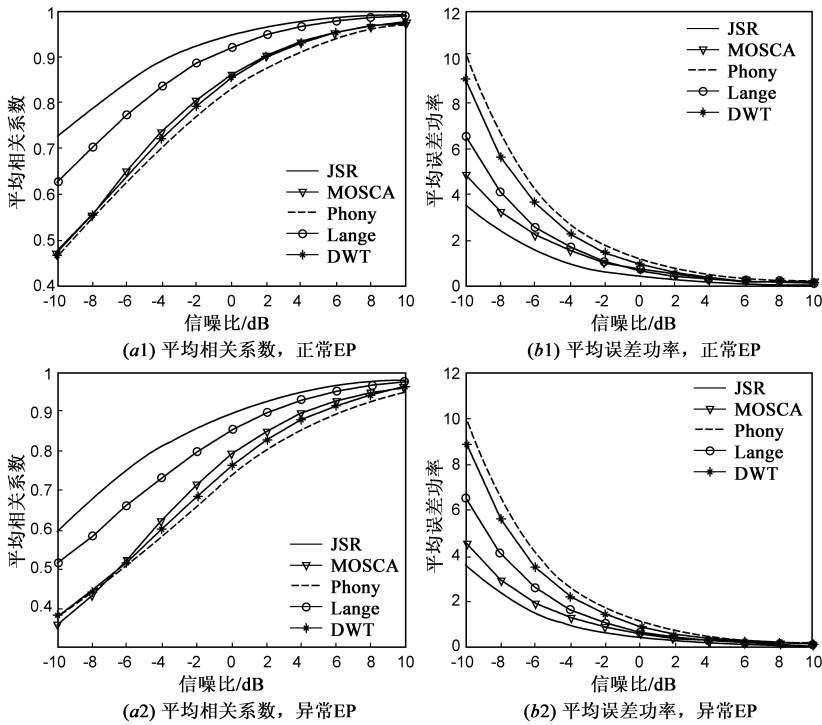 1
0.9
0.8
0.7
0.6
0.5
0.4
平均相关系数
JSR
MOSCA
Phony
Lange
DWT
-10 -8 -6 -4 -2 0 2 4 6 8 10
信噪比/dB
(a1) 平均相关系数，正常EP
12
10
8
6
4
2
0
平均误差功率
JSR
MOSCA
Phony
Lange
DWT
-10 -8 -6 -4 -2 0 2 4 6 8 10
信噪比/dB
(b1) 平均误差功率，正常EP
1
0.9
0.8
0.7
0.6
0.5
0.4
平均相关系数
JSR
MOSCA
Phony
Lange
DWT
-10 -8 -6 -4 -2 0 2 4 6 8 10
信噪比/dB
(a2) 平均相关系数，异常EP
12
10
8
6
4
2
0
平均误差功率
JSR
MOSCA
Phony
Lange
DWT
-10 -8 -6 -4 -2 0 2 4 6 8 10
信噪比/dB
(b2) 平均误差功率，异常EP